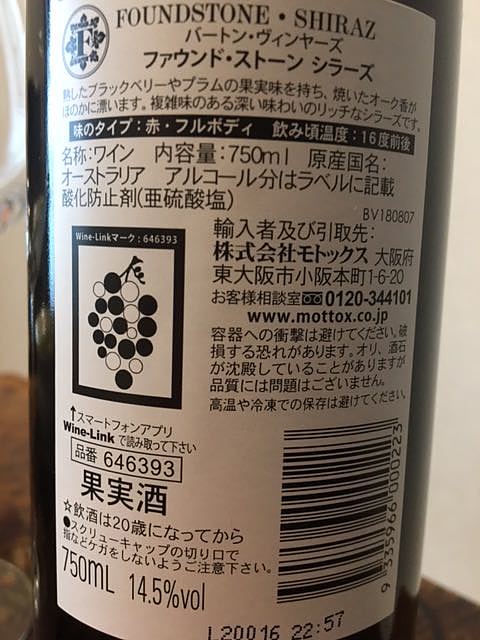 FOUNDSTONE・SHIRAZ
バートン・ヴィンヤーズ
F
ファウンド・ストーン シラーズ
熟したブラックベリーやプラムの果実味を持ち、焼いたオーク香が
ほのかに漂います。複雑味のある深い味わいのリッチなシラーズです。
味のタイプ:赤・フルボディ 飲み頃温度:16度前後
名称:ワイン 内容量:750ml 原産国名:
オーストラリア アルコール分はラベルに記載
酸化防止剤(亜硫酸塩)
BV180807
Wine-Linkマーク:646393
輸入者及び引取先:
株式会社モトックス 大阪府
東大阪市小阪本町1-6-20
お客様相談室 0120-344101
www.mottox.co.jp
容器への衝撃は避けてください。破
損する恐れがあります。オリ、酒石
が沈殿していることがありますが
品質には問題はございません。
高温や冷凍での保存は避けてください。
↑スマートフォンアプリ
Wine-Linkで読み取って下さい
品番 646393
果実酒
☆飲酒は20歳になってから
●スクリューキャップの切り口で
指などケガをしないようご注意下さい。
750mL 14.5%vol
9 335966 000223
L20016 22:57